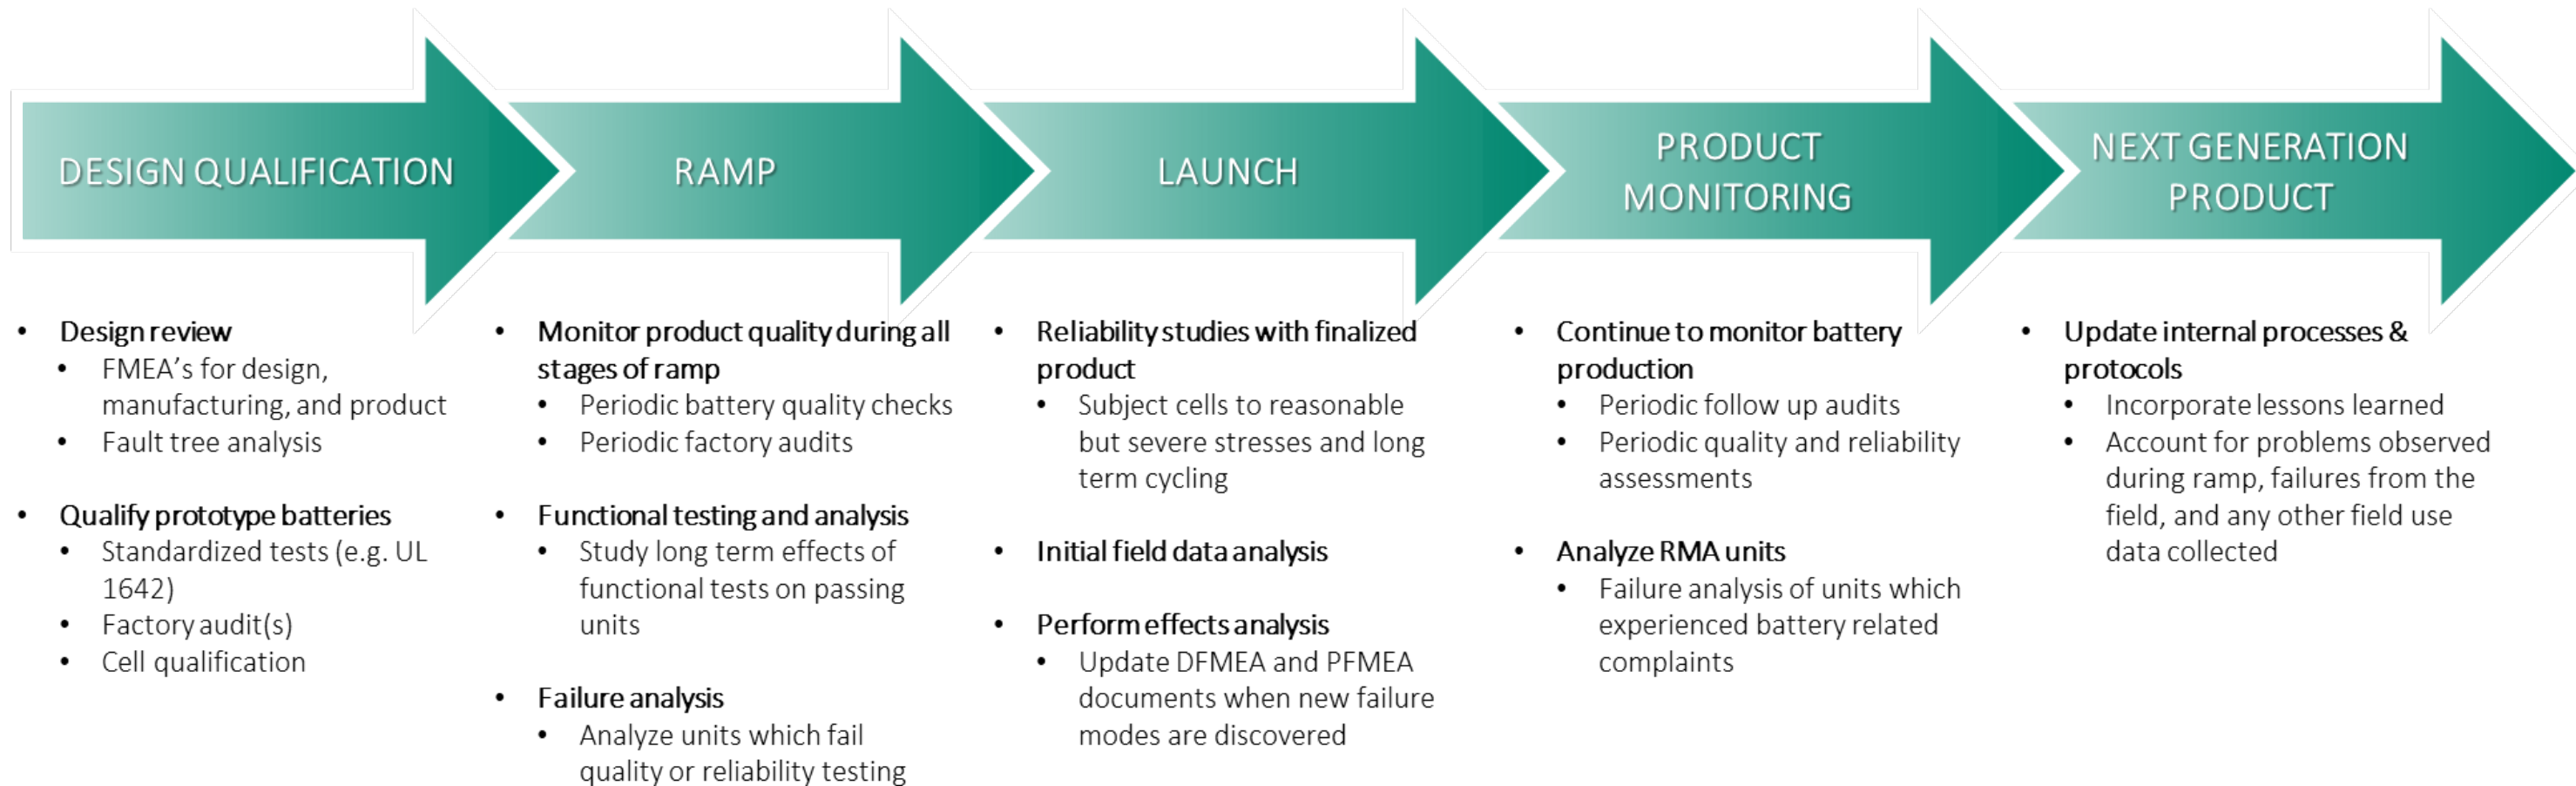 DESIGN QUALIFICATION
RAMP
LAUNCH
PRODUCT
MONITORING
NEXT GENERATION
PRODUCT
• Design review
• FMEA’s for design,
manufacturing, and product
• Fault tree analysis
• Qualify prototype batteries
• Standardized tests (e.g. UL
1642)
• Factory audit(s)
• Cell qualification
• Monitor product quality during all
stages of ramp
• Periodic battery quality checks
• Periodic factory audits
• Functional testing and analysis
• Study long term effects of
functional tests on passing
units
• Failure analysis
• Analyze units which fail
quality or reliability testing
• Reliability studies with finalized
product
• Subject cells to reasonable
but severe stresses and long
term cycling
• Initial field data analysis
• Perform effects analysis
• Update DFMEA and PFMEA
documents when new failure
modes are discovered
• Continue to monitor battery
production
• Periodic follow up audits
• Periodic quality and reliability
assessments
• Analyze RMA units
• Failure analysis of units which
experienced battery related
complaints
• Update internal processes &
protocols
• Incorporate lessons learned
• Account for problems observed
during ramp, failures from the
field, and any other field use
data collected